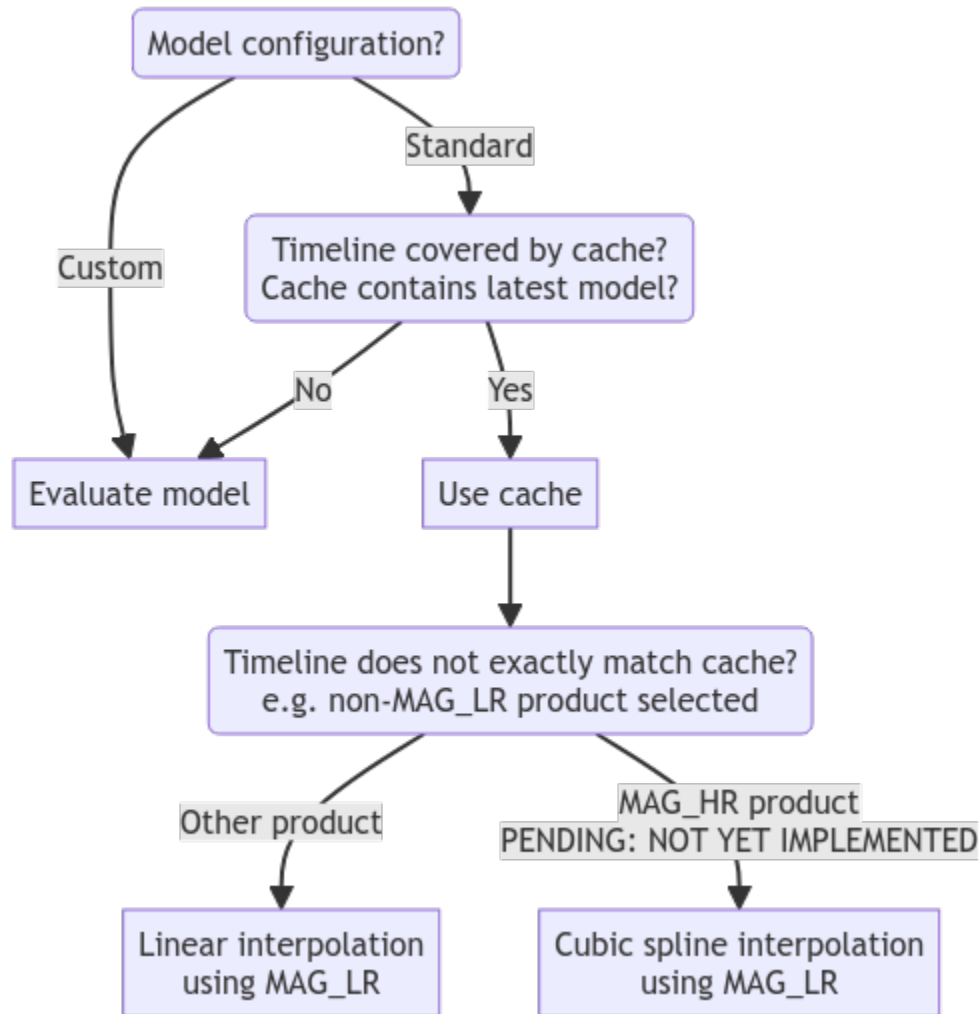 Model configuration?
Standard
Timeline covered by cache?
Cache contains latest model?
Custom
No
Yes
Evaluate model
Use cache
Timeline does not exactly match cache?
e.g. non-MAG_LR product selected
Other product
MAG_HR product
PENDING: NOT YET IMPLEMENTED
Linear interpolation
using MAG_LR
Cubic spline interpolation
using MAG_LR